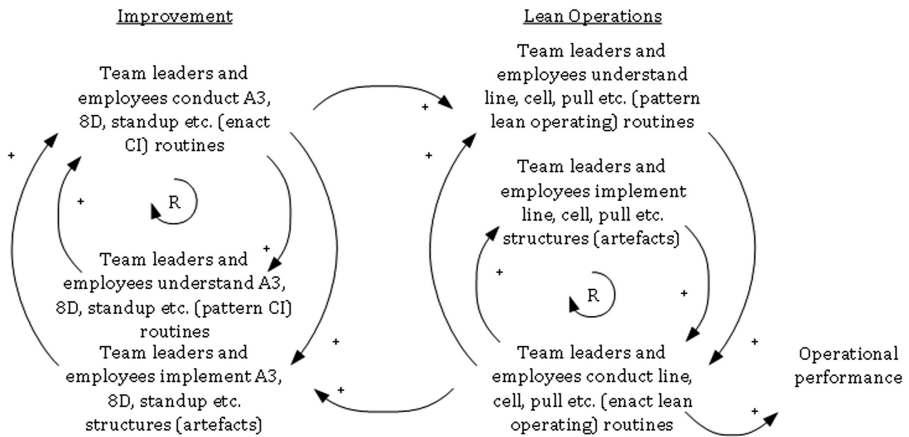 Improvement
Team leaders and
employees conduct A3,
8D, standup etc. (enact
CI) routines
+
+
R
+
Team leaders and
employees understand A3,
8D, standup etc. (pattern CI)
routines
Team leaders and
employees implement A3,
8D, standup etc.
structures (artefacts)
+
+
+
Lean Operations
Team leaders and
employees understand
line, cell, pull etc. (pattern
lean operating) routines
+
Team leaders and
employees implement
line, cell, pull etc.
structures (artefacts)
+
+
R
Team leaders and
employees conduct line,
cell, pull etc. (enact lean
operating) routines
+
+
Operational
performance